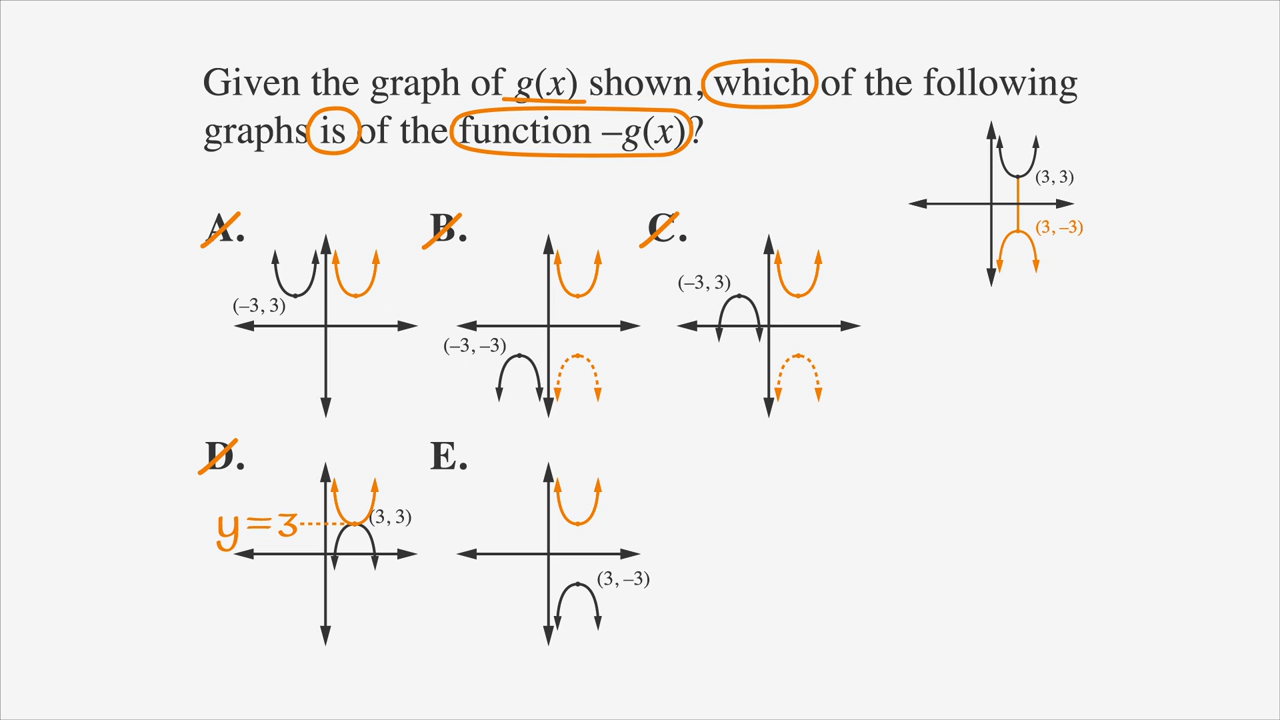 Given the graph of g(x) shown, which of the following
graphs is of the function –g(x)?
(3, 3)
(3, –3)
A.
(–3, 3)
B.
(–3, –3)
C.
(–3, 3)
D.
y=3
(3, 3)
E.
(3, –3)